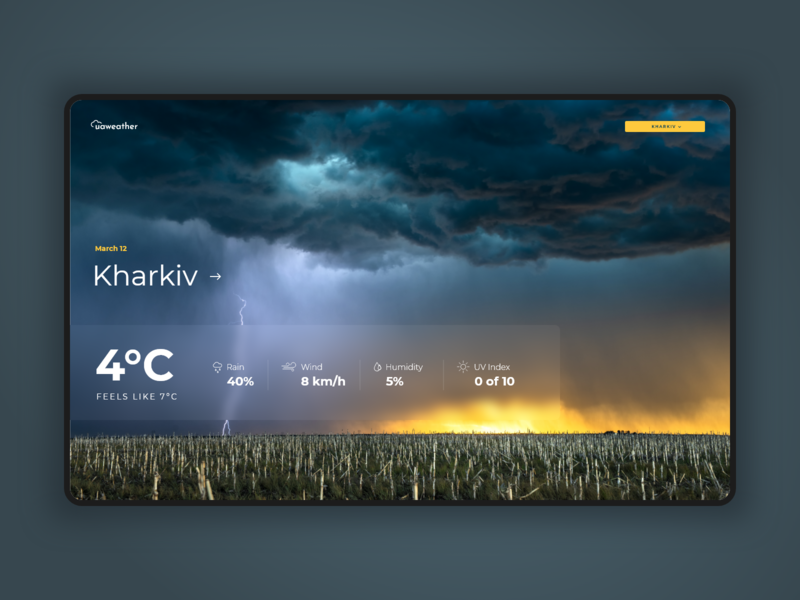 uaweather
KHARKIV
March 12
Kharkiv →
4°C
FEELS LIKE 7°C
Rain
40%
Wind
8 km/h
Humidity
5%
UV Index
0 of 10